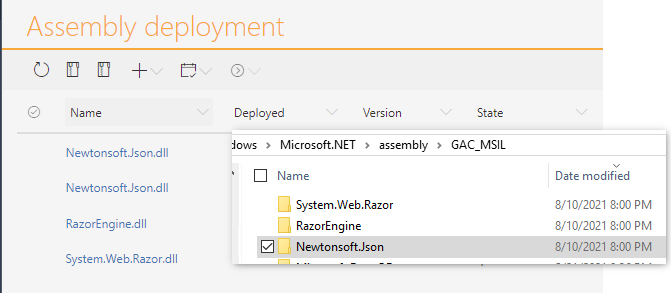 Assembly deployment
Name Deployed Version State
Newtonsoft.Json.dll
Newtonsoft.Json.dll
RazorEngine.dll
System.Web.Razor.dll
dows Microsoft.NET assembly GAC_MSIL
Name Date modified
System.Web.Razor 8/10/2021 8:00 PM
RazorEngine 8/10/2021 8:00 PM
Newtonsoft.Json 8/10/2021 8:00 PM